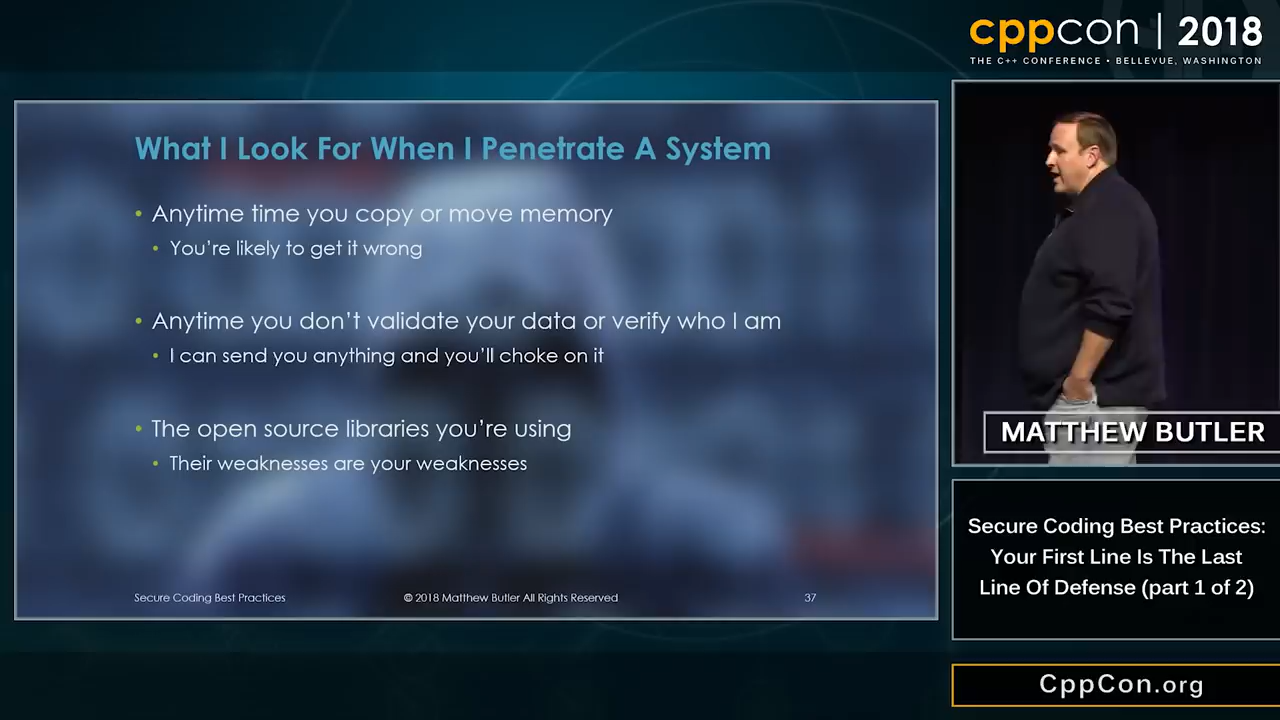 cppcon | 2018
THE C++ CONFERENCE • BELLEVUE, WASHINGTON
What I Look For When I Penetrate A System
• Anytime time you copy or move memory
• You're likely to get it wrong
• Anytime you don't validate your data or verify who I am
• I can send you anything and you'll choke on it
• The open source libraries you're using
• Their weaknesses are your weaknesses
Secure Coding Best Practices
© 2018 Matthew Butler All Rights Reserved
37
MATTHEW BUTLER
Secure Coding Best Practices:
Your First Line Is The Last
Line Of Defense (part 1 of 2)
CppCon.org